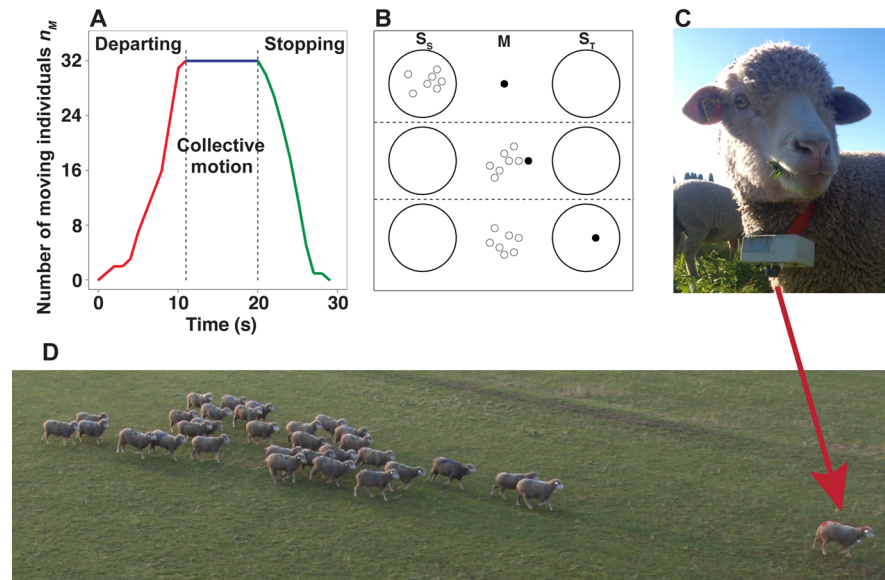 A
Number of moving individuals n_M
32
24
16
8
0
Departing
Stopping
Collective
motion
0
10
20
30
Time (s)
B
S_S
M
S_T
C
D